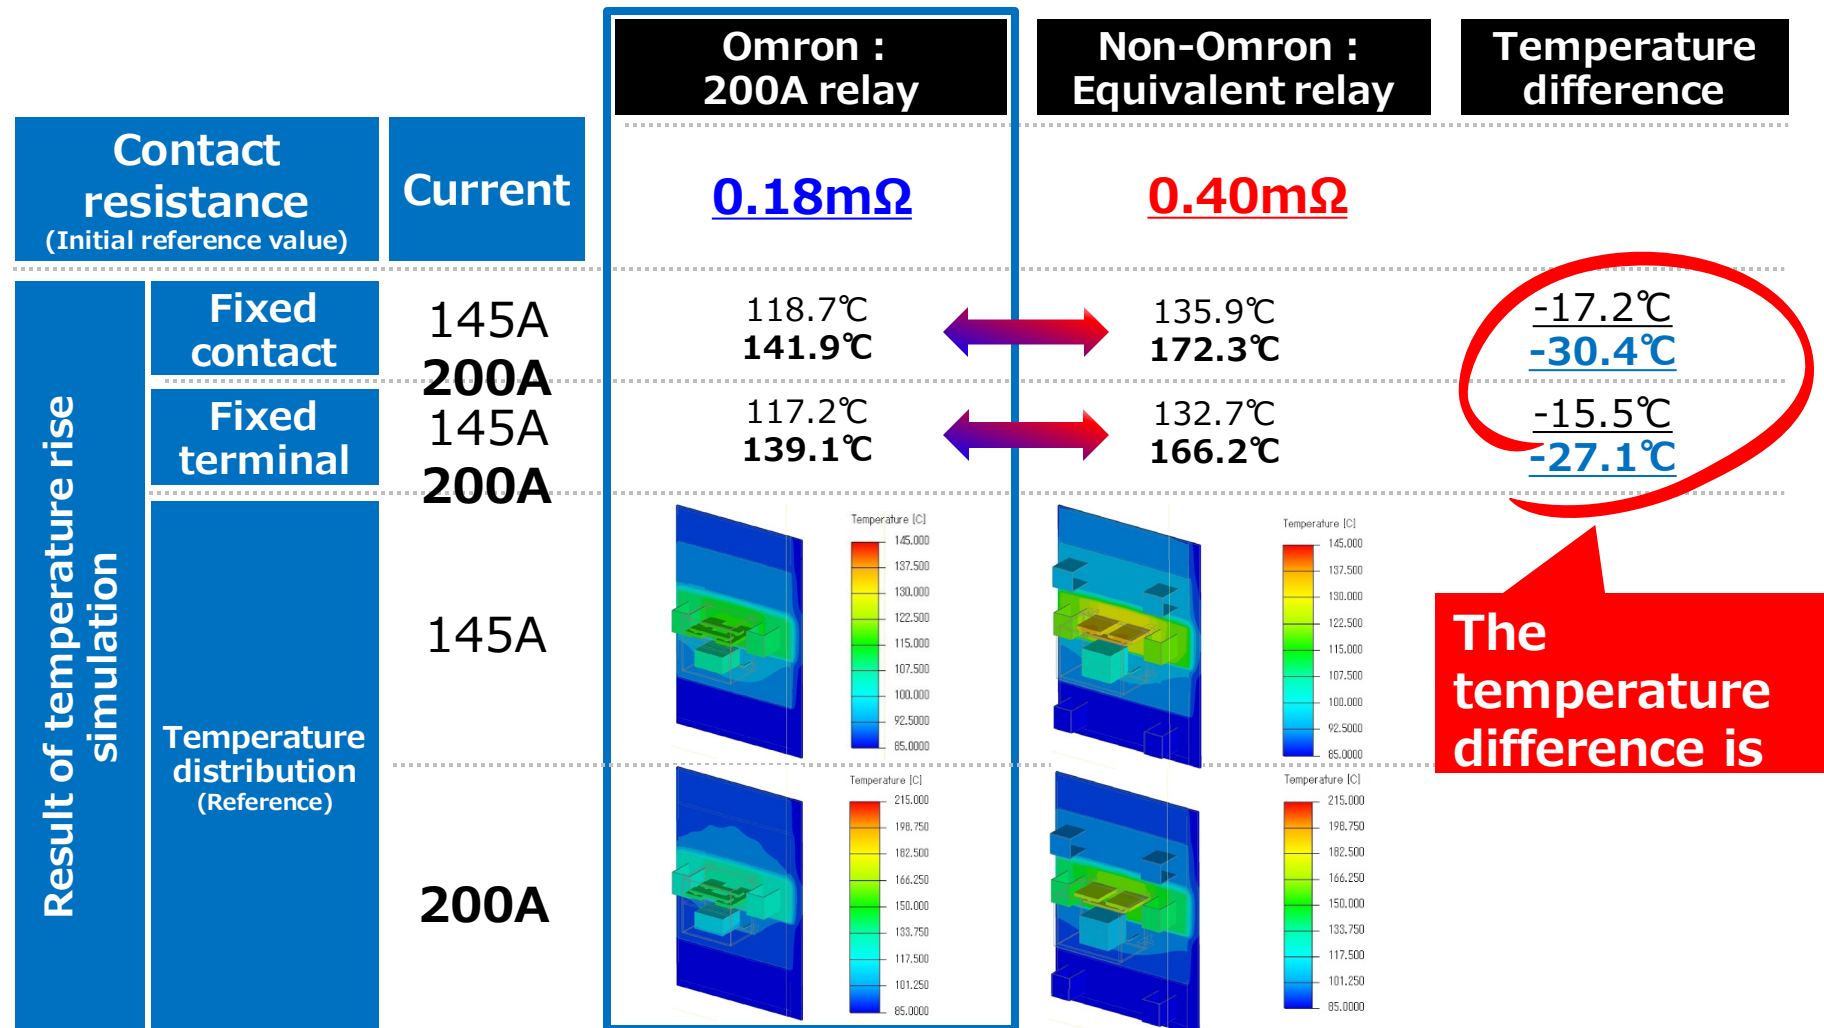 Omron :
200A relay
Non-Omron :
Equivalent relay
Temperature
difference
Contact
resistance
(Initial reference value)
Current
0.18mΩ
0.40mΩ
Result of temperature rise
simulation
Fixed
contact
145A
200A
118.7℃
141.9℃
135.9℃
172.3℃
-17.2℃
-30.4℃
Fixed
terminal
145A
200A
117.2℃
139.1℃
132.7℃
166.2℃
-15.5℃
-27.1℃
Temperature
distribution
(Reference)
145A
Temperature [C]
145.000
137.500
130.000
122.500
115.000
107.500
100.000
92.5000
85.0000
Temperature [C]
145.000
137.500
130.000
122.500
115.000
107.500
100.000
92.5000
85.0000
The
temperature
difference is
200A
Temperature [C]
215.000
198.750
182.500
166.250
150.000
133.750
117.500
101.250
85.0000
Temperature [C]
215.000
198.750
182.500
166.250
150.000
133.750
117.500
101.250
85.0000